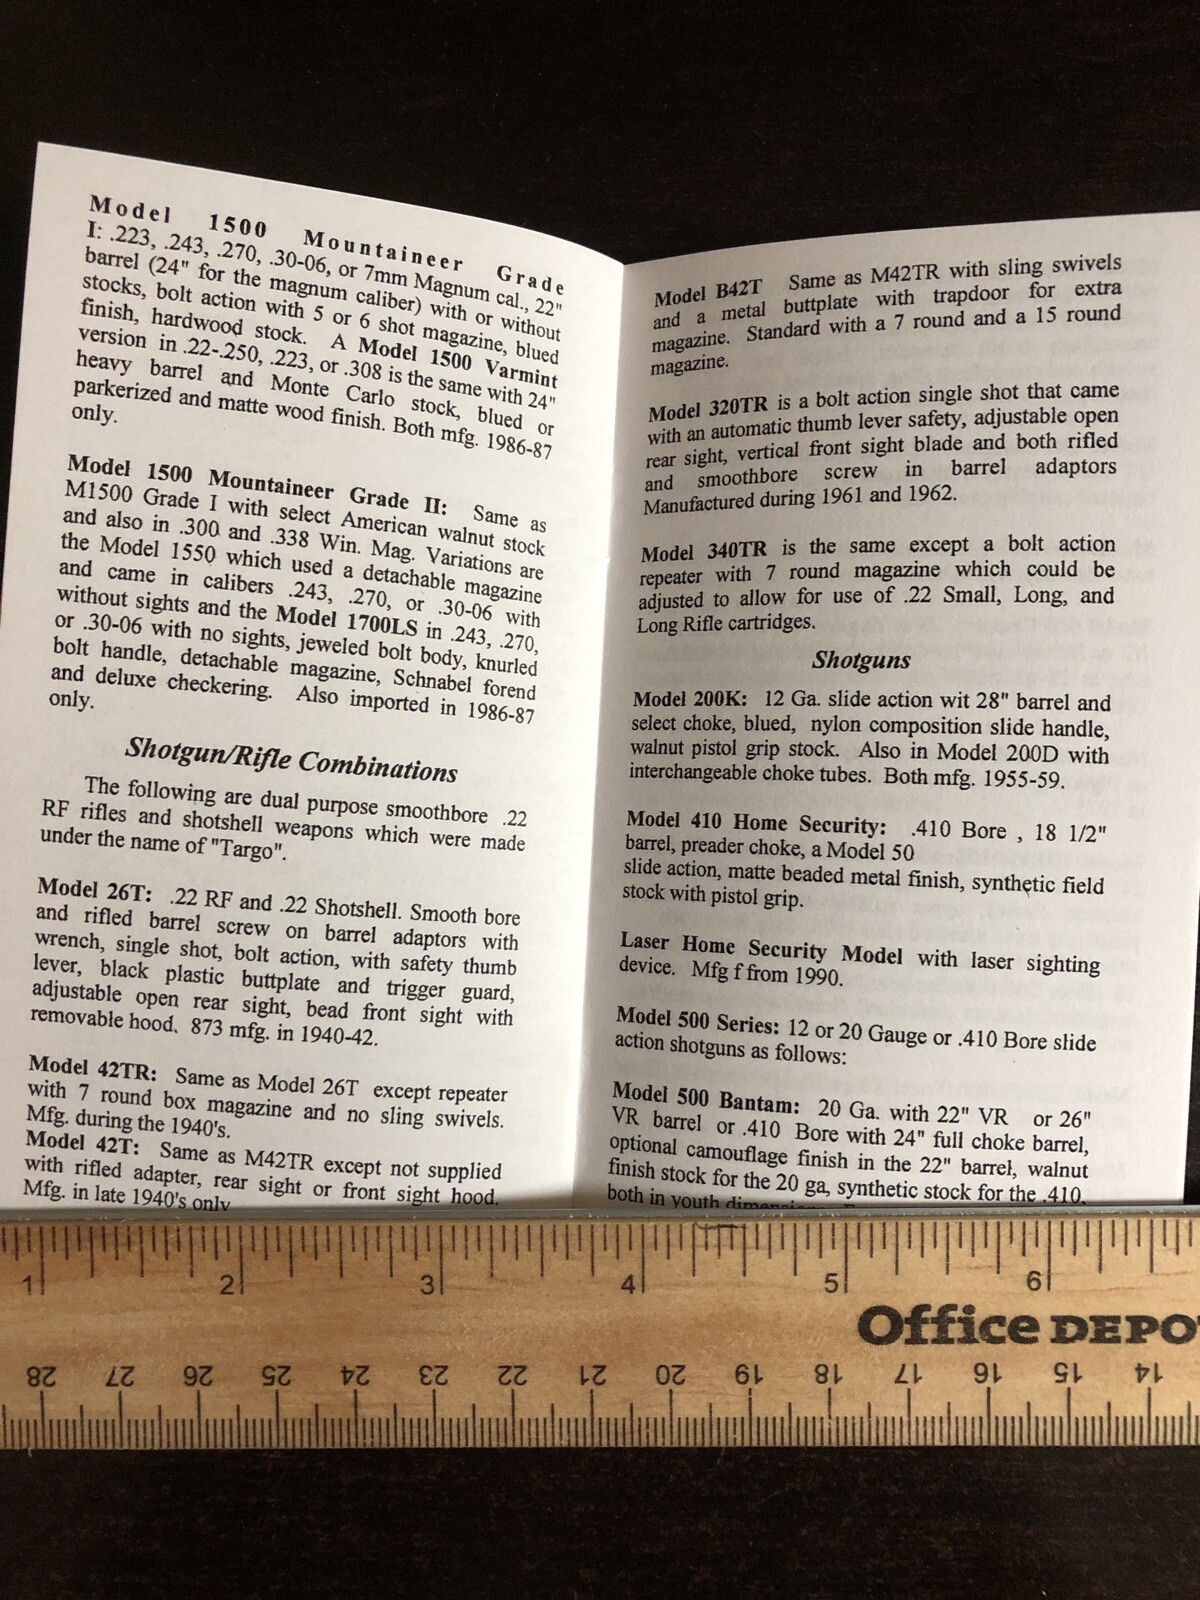 Model 1500 Mountaineer Grade
I: .223, .243, .270, .30-06, or 7mm Magnum cal., 22"
barrel (24" for the magnum caliber) with or without
stocks, bolt action with 5 or 6 shot magazine, blued
finish, hardwood stock. A Model 1500 Varmint
version in .22-.250, .223, or .308 is the same with 24"
heavy barrel and Monte Carlo stock, blued or
parkerized and matte wood finish. Both mfg. 1986-87
only.
Model 1500 Mountaineer Grade II: Same as
M1500 Grade I with select American walnut stock
and also in .300 and .338 Win. Mag. Variations are
the Model 1550 which used a detachable magazine
and came in calibers .243, .270, or .30-06 with
without sights and the Model 1700LS in .243, .270,
or .30-06 with no sights, jeweled bolt body, knurled
bolt handle, detachable magazine, Schnabel forend
and deluxe checkering. Also imported in 1986-87
only.
Shotgun/Rifle Combinations
The following are dual purpose smoothbore .22
RF rifles and shotshell weapons which were made
under the name of "Targo".
Model 26T: .22 RF and .22 Shotshell. Smooth bore
and rifled barrel screw on barrel adaptors with
wrench, single shot, bolt action, with safety thumb
lever, black plastic buttplate and trigger guard,
adjustable open rear sight, bead front sight with
removable hood. 873 mfg. in 1940-42.
Model 42TR: Same as Model 26T except repeater
with 7 round box magazine and no sling swivels.
Mfg. during the 1940's.
Model 42T: Same as M42TR except not supplied
with rifled adapter, rear sight or front sight hood.
Mfg. in late 1940's only
Model B42T Same as M42TR with sling swivels
and a metal buttplate with trapdoor for extra
magazine. Standard with a 7 round and a 15 round
magazine.
Model 320TR is a bolt action single shot that came
with an automatic thumb lever safety, adjustable open
rear sight, vertical front sight blade and both rifled
and smoothbore screw in barrel adaptors
Manufactured during 1961 and 1962.
Model 340TR is the same except a bolt action
repeater with 7 round magazine which could be
adjusted to allow for use of .22 Small, Long, and
Long Rifle cartridges.
Shotguns
Model 200K: 12 Ga. slide action wit 28" barrel and
select choke, blued, nylon composition slide handle,
walnut pistol grip stock. Also in Model 200D with
interchangeable choke tubes. Both mfg. 1955-59.
Model 410 Home Security: .410 Bore , 18 1/2"
barrel, preader choke, a Model 50
slide action, matte beaded metal finish, synthetic field
stock with pistol grip.
Laser Home Security Model with laser sighting
device. Mfg f from 1990.
Model 500 Series: 12 or 20 Gauge or .410 Bore slide
action shotguns as follows:
Model 500 Bantam: 20 Ga. with 22" VR or 26"
VR barrel or .410 Bore with 24" full choke barrel,
optional camouflage finish in the 22" barrel, walnut
finish stock for the 20 ga, synthetic stock for the .410,
both in youth
1 2 3 4 5 6
Office DEPO
28 27 26 25 24 23 22 21 20 19 18 17 16 15 14